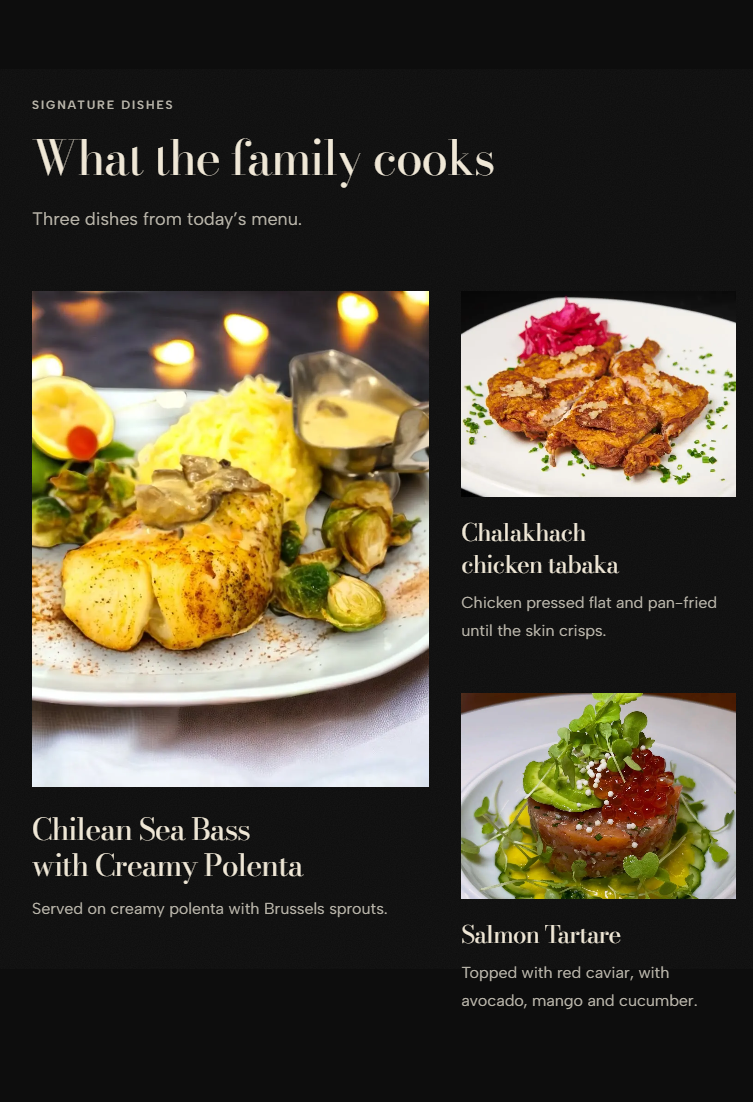 SIGNATURE DISHES
What the family cooks
Three dishes from today’s menu.
Chilean Sea Bass
with Creamy Polenta
Served on creamy polenta with Brussels sprouts.
Chalakhach
chicken tabaka
Chicken pressed flat and pan-fried
until the skin crisps.
Salmon Tartare
Topped with red caviar, with
avocado, mango and cucumber.